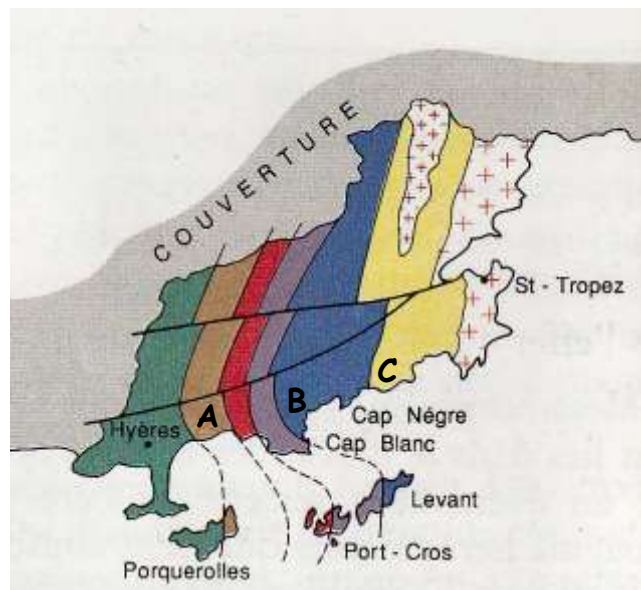 COUVERTURE
St - Tropez
C
B
A
Cap Négre
Hyères
Cap Blanc
Levant
Port - Cros
Porquerolles